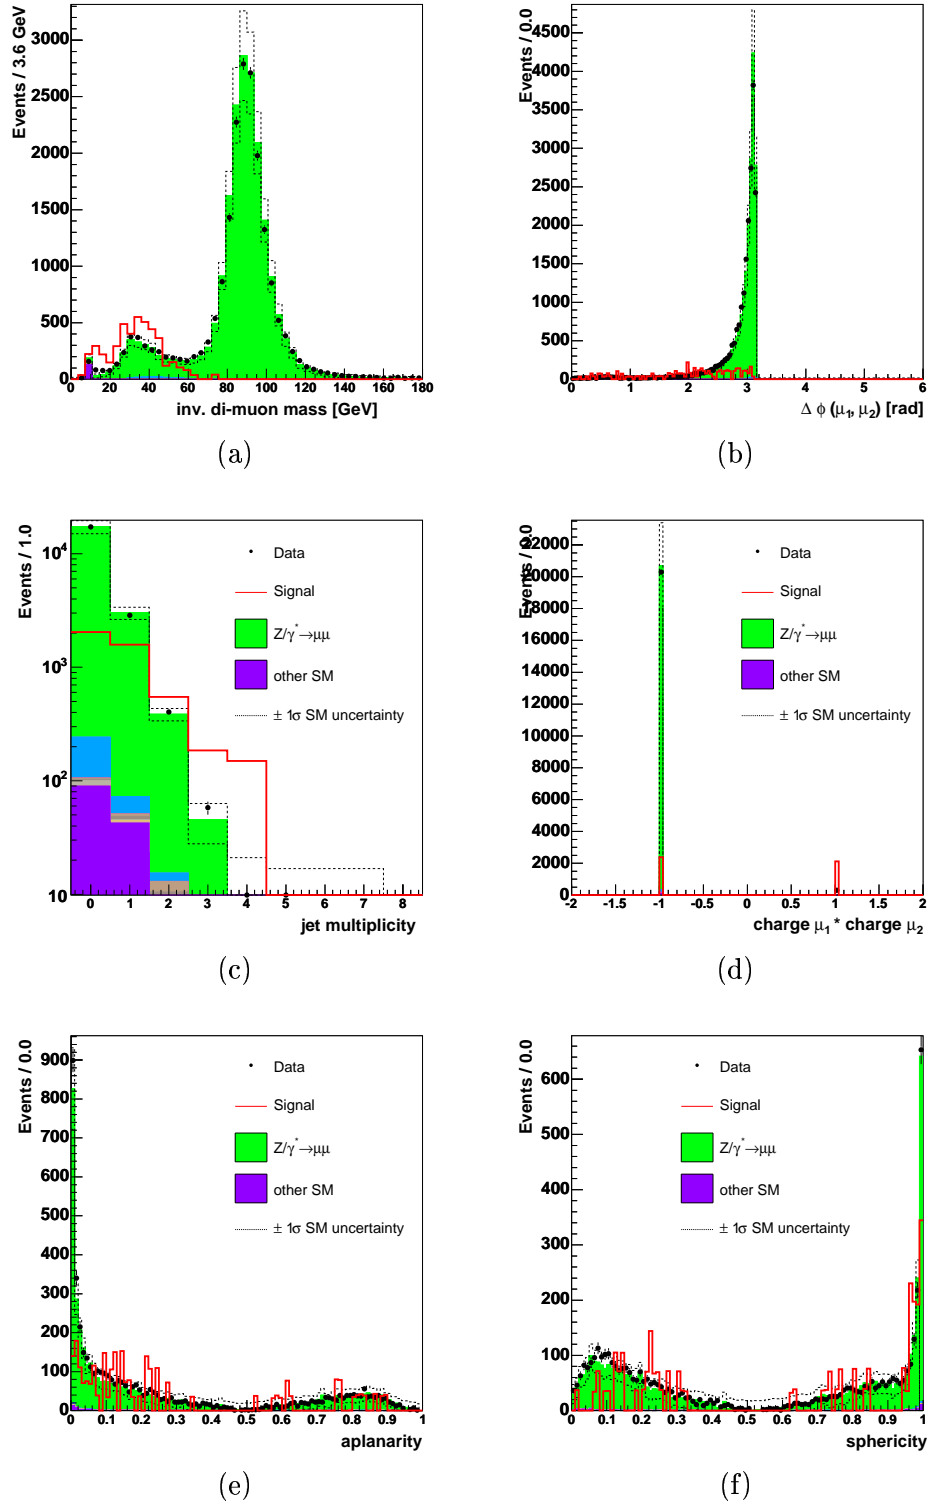 Events / 3.6 GeV
3000
2500
2000
1500
1000
500
0
0 20 40 60 80 100 120 140 160 180
inv. di-muon mass [GeV]
(a)
Events / 0.0
4500
4000
3500
3000
2500
2000
1500
1000
500
0
0 1 2 3 4 5 6
Δ ϕ (μ₁, μ₂) [rad]
(b)
Events / 1.0
10⁴
10³
10²
10
0 1 2 3 4 5 6 7 8
jet multiplicity
Data
Signal
Z/γ*→μμ
other SM
± 1σ SM uncertainty
(c)
Events / 0.0
22000
20000
18000
16000
14000
12000
10000
8000
6000
4000
2000
0
-2 -1.5 -1 -0.5 0 0.5 1 1.5 2
charge μ₁ * charge μ₂
Data
Signal
Z/γ*→μμ
other SM
± 1σ SM uncertainty
(d)
Events / 0.0
900
800
700
600
500
400
300
200
100
0
0 0.1 0.2 0.3 0.4 0.5 0.6 0.7 0.8 0.9 1
aplanarity
Data
Signal
Z/γ*→μμ
other SM
± 1σ SM uncertainty
(e)
Events / 0.0
600
500
400
300
200
100
0
0 0.1 0.2 0.3 0.4 0.5 0.6 0.7 0.8 0.9 1
sphericity
Data
Signal
Z/γ*→μμ
other SM
± 1σ SM uncertainty
(f)